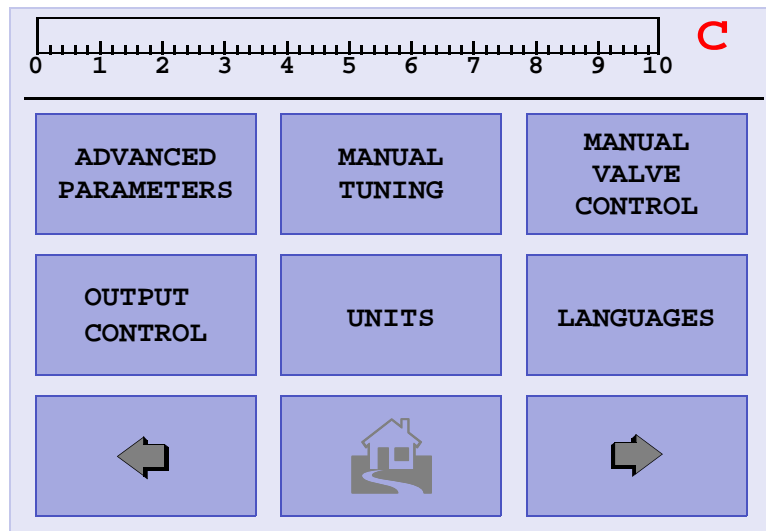 C
0 1 2 3 4 5 6 7 8 9 10
ADVANCED
PARAMETERS
MANUAL
TUNING
MANUAL
VALVE
CONTROL
OUTPUT
CONTROL
UNITS
LANGUAGES